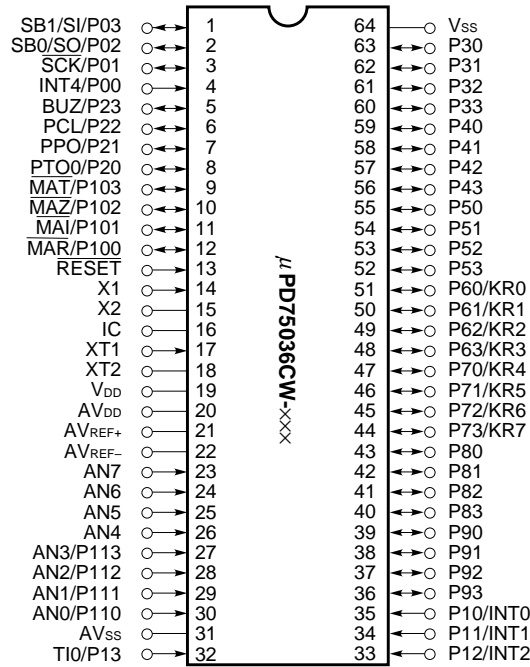 SB1/SI/P03 1 64 VSS
SB0/SO/P02 2 63 P30
SCK/P01 3 62 P31
INT4/P00 4 61 P32
BUZ/P23 5 60 P33
PCL/P22 6 59 P40
PPO/P21 7 58 P41
PTO0/P20 8 57 P42
MAT/P103 9 56 P43
MAZ/P102 10 55 P50
MAI/P101 11 54 P51
MAR/P100 12 53 P52
RESET 13 52 P53
X1 14 51 P60/KR0
X2 15 50 P61/KR1
IC 16 49 P62/KR2
XT1 17 48 P63/KR3
XT2 18 47 P70/KR4
VDD 19 46 P71/KR5
AVDD 20 45 P72/KR6
AVREF+ 21 44 P73/KR7
AVREF– 22 43 P80
AN7 23 42 P81
AN6 24 41 P82
AN5 25 40 P83
AN4 26 39 P90
AN3/P113 27 38 P91
AN2/P112 28 37 P92
AN1/P111 29 36 P93
AN0/P110 30 35 P10/INT0
AVSS 31 34 P11/INT1
TI0/P13 32 33 P12/INT2
μPD75036CW-×××